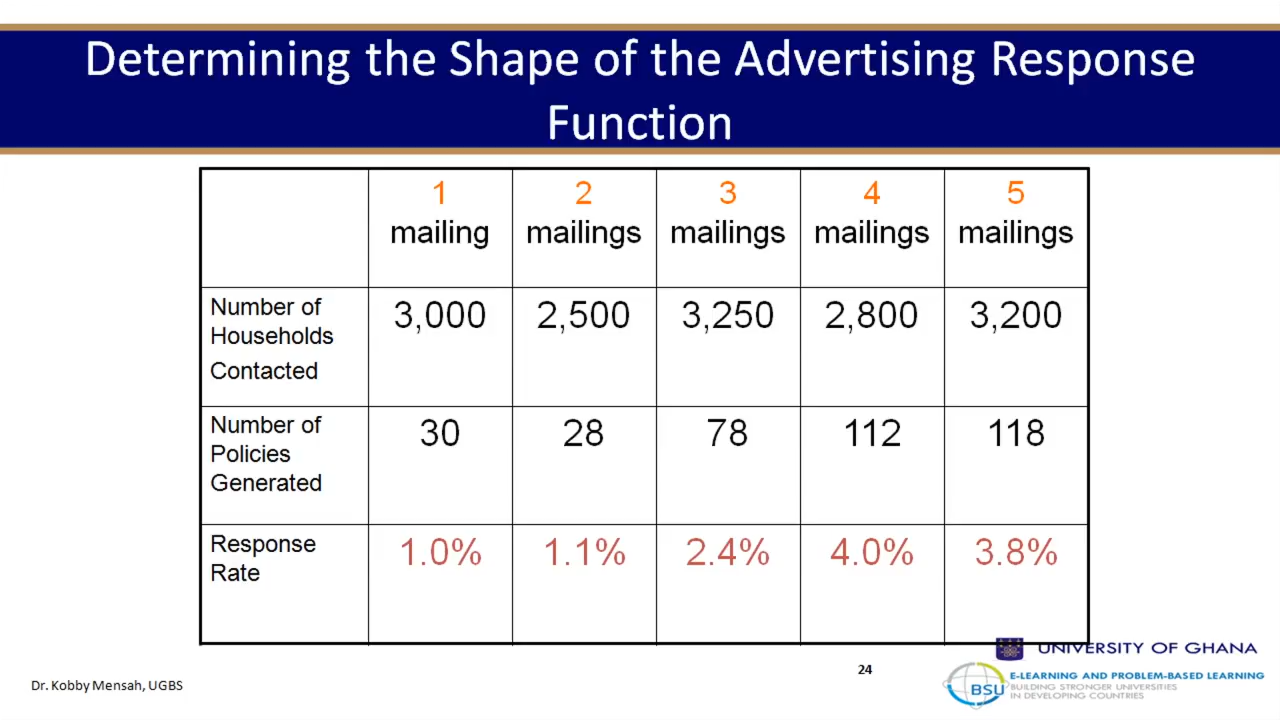 Determining the Shape of the Advertising Response
Function
1
mailing
2
mailings
3
mailings
4
mailings
5
mailings
Number of
Households
Contacted
3,000
2,500
3,250
2,800
3,200
Number of
Policies
Generated
30
28
78
112
118
Response
Rate
1.0%
1.1%
2.4%
4.0%
3.8%
UNIVERSITY OF GHANA
24
Dr. Kobby Mensah, UGBS
BSU
E-LEARNING AND PROBLEM-BASED LEARNING
BUILDING STRONGER UNIVERSITIES
IN DEVELOPING COUNTRIES